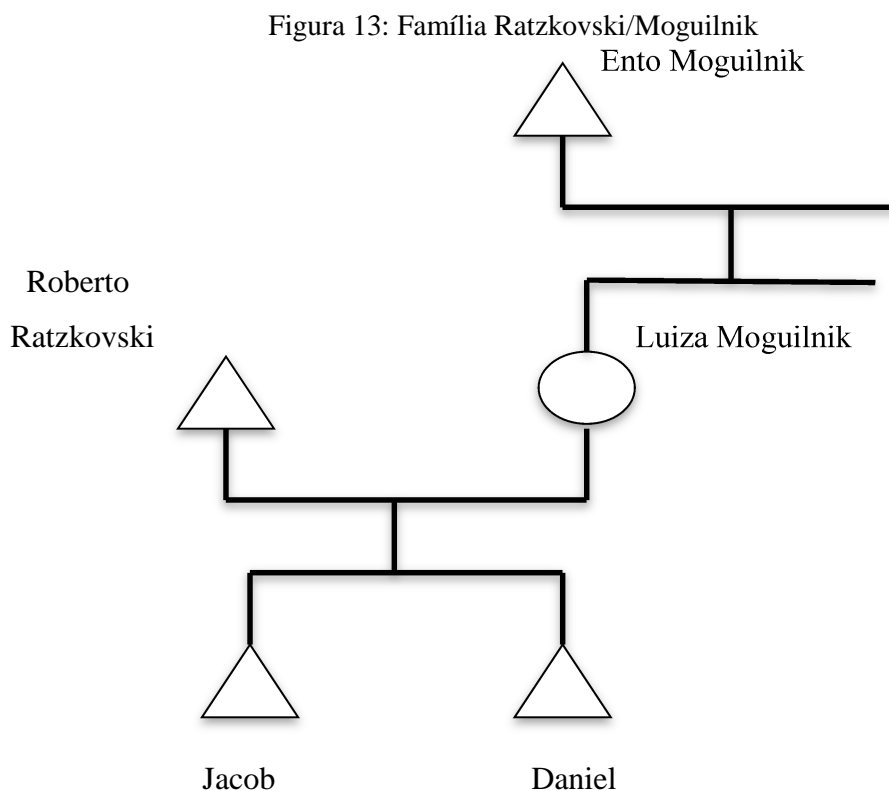 Figura 13: Família Ratzkovski/Moguilnik
Ento Moguilnik
Roberto
Ratzkovski
Luiza Moguilnik
Jacob
Daniel